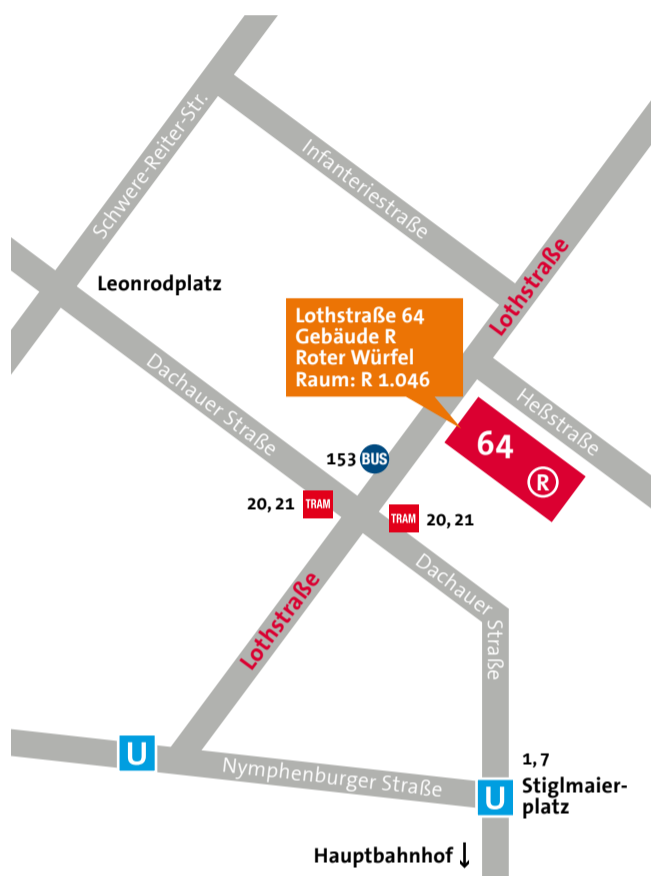 Schwere-Reiter-Str.
Infanteriestraße
Lothstraße
Leonrodplatz
Lothstraße 64
Gebäude R
Roter Würfel
Raum: R 1.046
Dachauer Straße
Heßstraße
64
R
153 BUS
20, 21 TRAM
TRAM 20, 21
Dachauer
Straße
Lothstraße
U
Nymphenburger Straße
1, 7
U Stiglmaier-
platz
Hauptbahnhof ↓